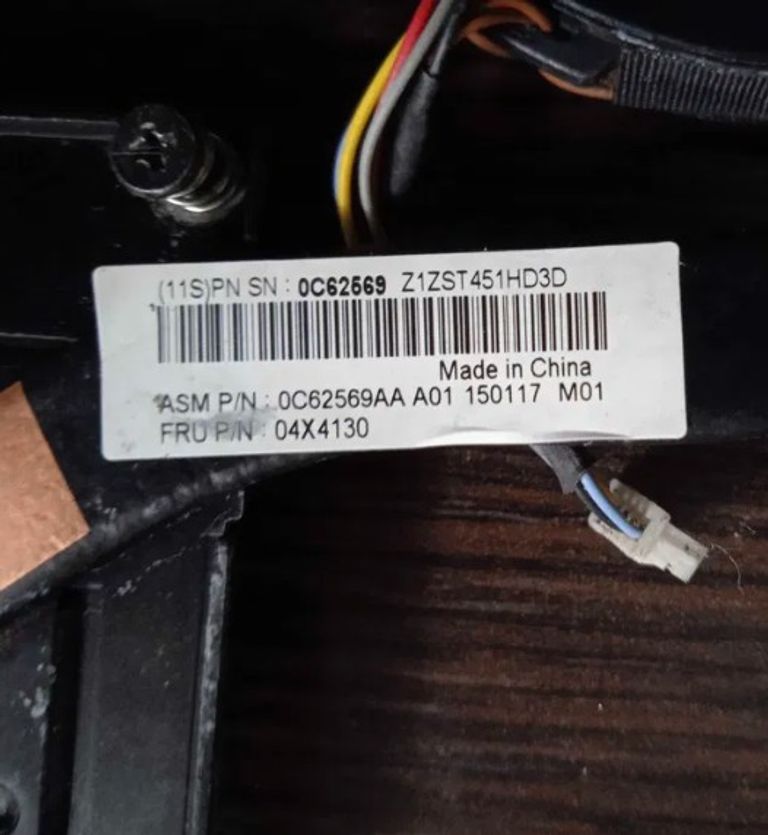 (11S)PN SN : 0C62569 Z1ZST451HD3D
Made in China
ASM P/N : 0C62569AA A01 150117 M01
FRU P/N : 04X4130